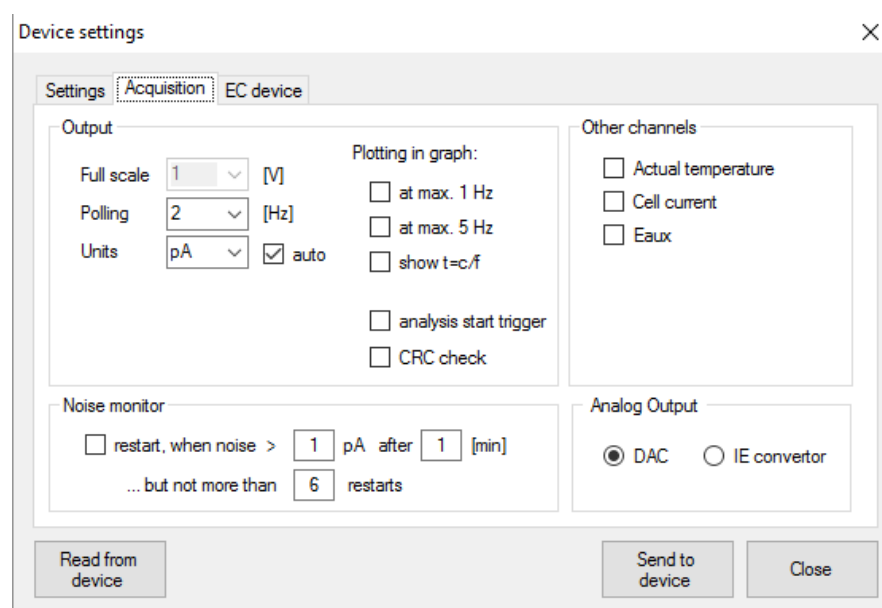 Device settings
Settings Acquisition EC device
Output
Full scale 1 [V]
Polling 2 [Hz]
Units pA auto
Plotting in graph:
at max. 1 Hz
at max. 5 Hz
show t=c/f
analysis start trigger
CRC check
Other channels
Actual temperature
Cell current
Eaux
Noise monitor
restart, when noise > 1 pA after 1 [min]
... but not more than 6 restarts
Analog Output
DAC IE convertor
Read from
device
Send to
device
Close